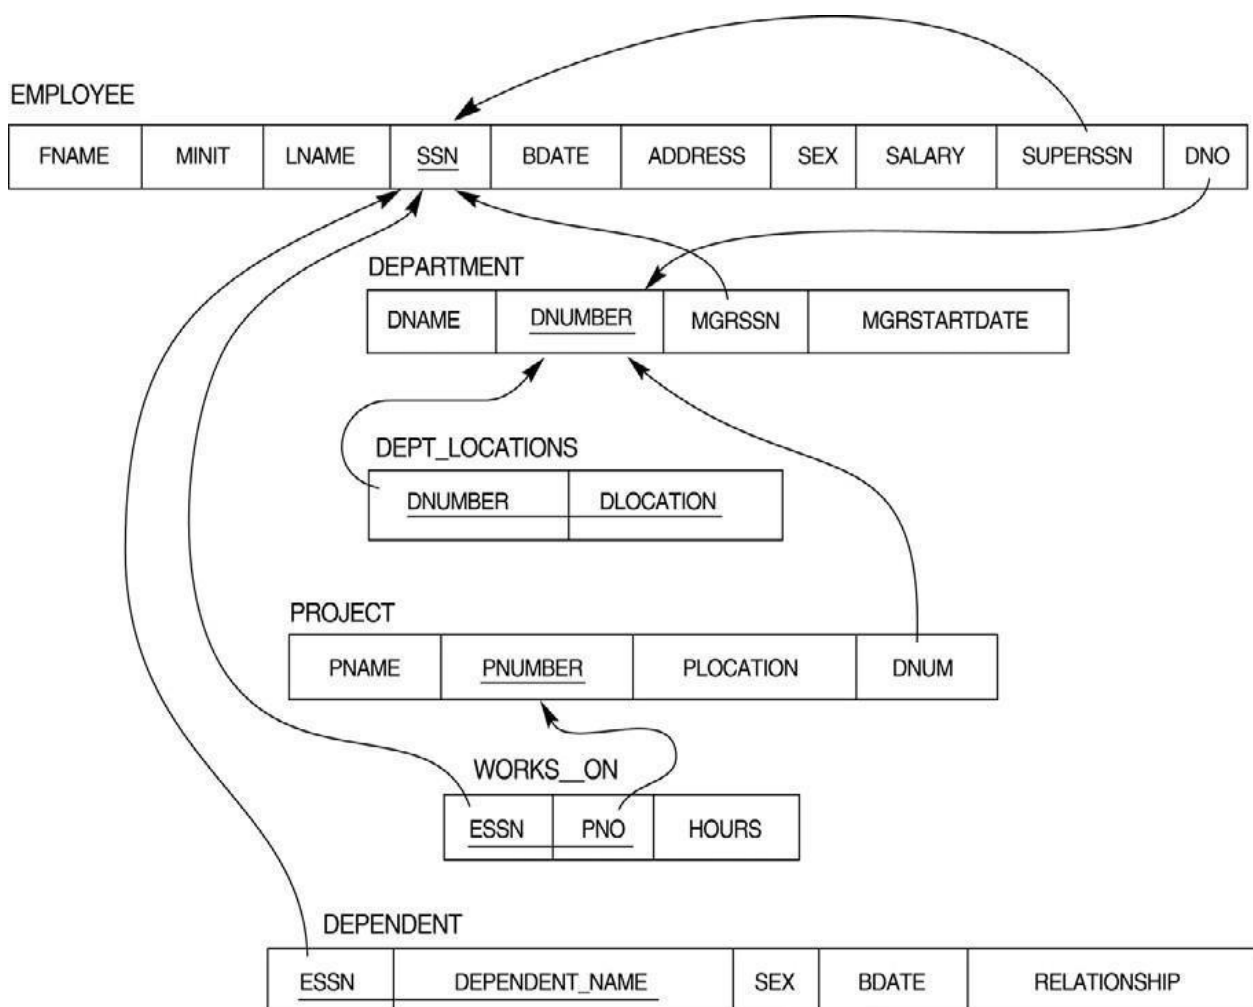 EMPLOYEE
FNAME MINIT LNAME SSN BDATE ADDRESS SEX SALARY SUPERSSN DNO
DEPARTMENT
DNAME DNUMBER MGRSSN MGRSTARTDATE
DEPT_LOCATIONS
DNUMBER DLOCATION
PROJECT
PNAME PNUMBER PLOCATION DNUM
WORKS__ON
ESSN PNO HOURS
DEPENDENT
ESSN DEPENDENT_NAME SEX BDATE RELATIONSHIP